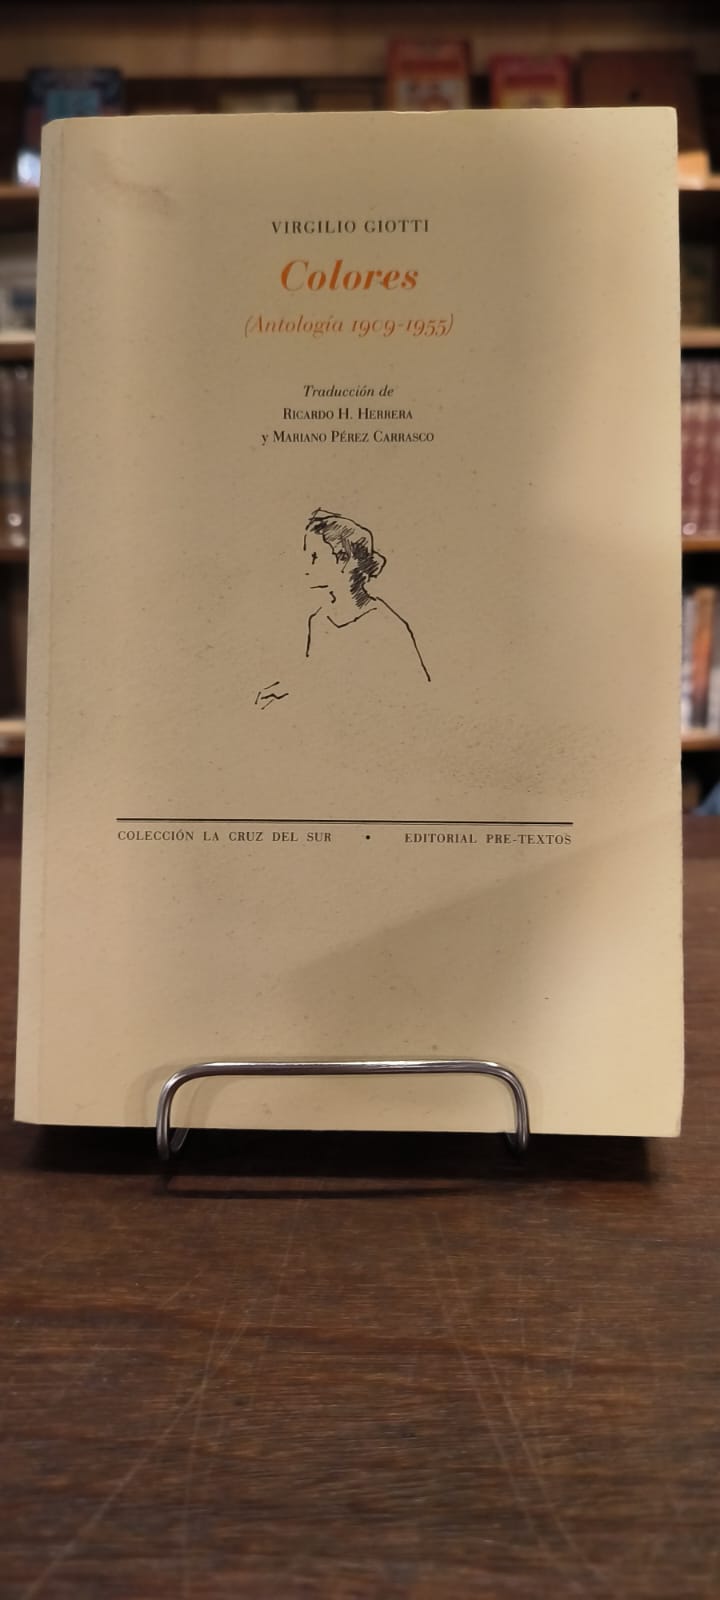 VIRGILIO GIOTTI
Colores
(Antología 1909-1955)
Traducción de
RICARDO H. HERRERA
y MARIANO PÉREZ CARRASCO
COLECCIÓN LA CRUZ DEL SUR • EDITORIAL PRE-TEXTOS